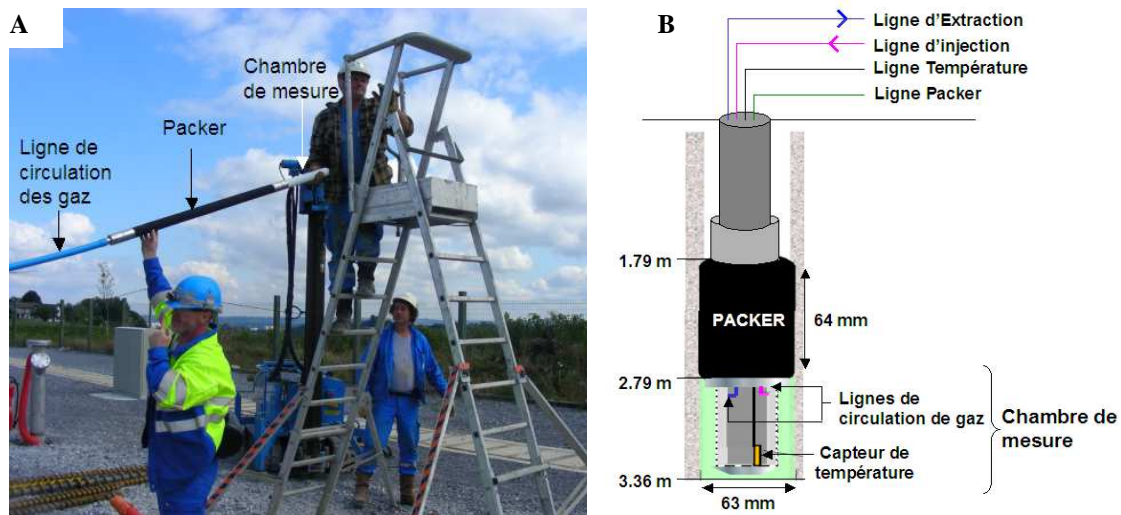 A
Chambre
de mesure
Packer
Ligne de
circulation
des gaz
B
Ligne d'Extraction
Ligne d'injection
Ligne Température
Ligne Packer
1.79 m
PACKER
64 mm
2.79 m
Lignes de
circulation de gaz
Chambre de
mesure
Capteur de
température
3.36 m
63 mm